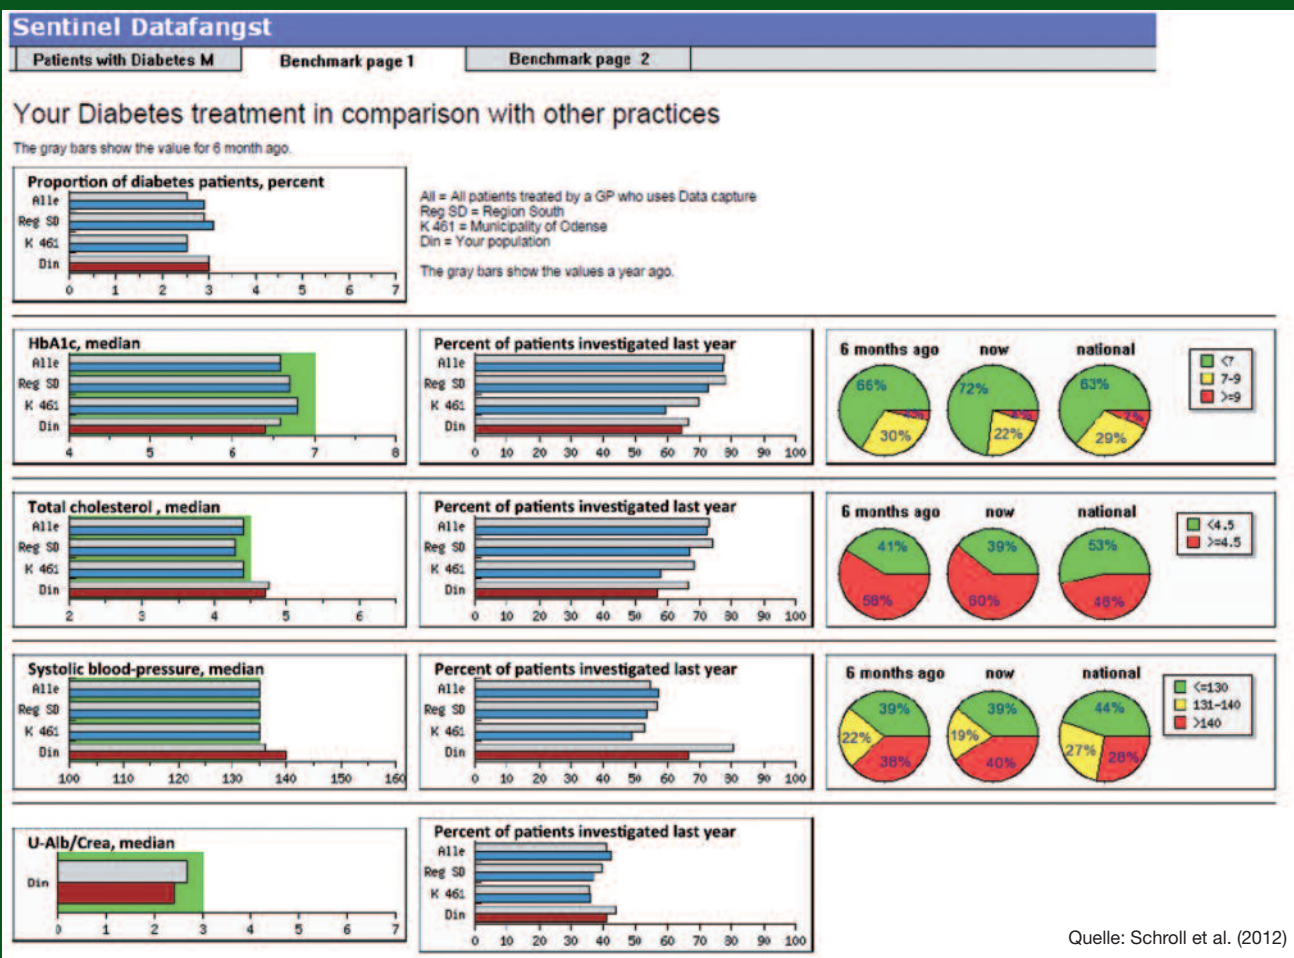 Sentinel Datafangst
Patients with Diabetes M
Benchmark page 1
Benchmark page 2
Your Diabetes treatment in comparison with other practices
The gray bars show the value for 6 month ago.
Proportion of diabetes patients, percent
Alle
Reg SD
K 461
Din
0 1 2 3 4 5 6 7
All = All patients treated by a GP who uses Data capture
Reg SD = Region South
K 461 = Municipality of Odense
Din = Your population
The gray bars show the values a year ago.
HbA1c, median
Alle
Reg SD
K 461
Din
4 5 6 7 8
Percent of patients investigated last year
Alle
Reg SD
K 461
Din
0 10 20 30 40 50 60 70 80 90 100
6 months ago now national
66% 72% 63%
30% 22% 29%
7%
<7
7-9
>=9
Total cholesterol , median
Alle
Reg SD
K 461
Din
2 3 4 5 6
Percent of patients investigated last year
Alle
Reg SD
K 461
Din
0 10 20 30 40 50 60 70 80 90 100
6 months ago now national
41% 39% 53%
58% 60% 46%
<4.5
>=4.5
Systolic blood-pressure, median
Alle
Reg SD
K 461
Din
100 110 120 130 140 150 160
Percent of patients investigated last year
Alle
Reg SD
K 461
Din
0 10 20 30 40 50 60 70 80 90 100
6 months ago now national
39% 39% 44%
22% 19% 27%
38% 40% 28%
<=130
131-140
>140
U-Alb/Crea, median
Din
0 1 2 3 4 5 6 7
Percent of patients investigated last year
Alle
Reg SD
K 461
Din
0 10 20 30 40 50 60 70 80 90 100
Quelle: Schroll et al. (2012)